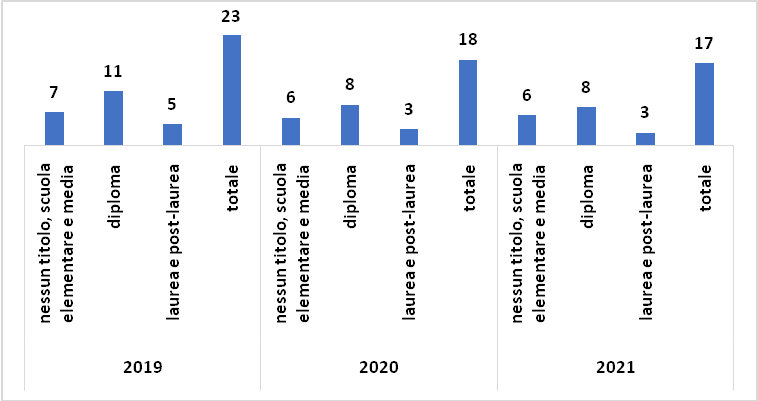 23
18
17
11
8
8
7
6
6
5
3
3
nessun titolo, scuola
elementare e media
diploma
laurea e post-laurea
totale
nessun titolo, scuola
elementare e media
diploma
laurea e post-laurea
totale
nessun titolo, scuola
elementare e media
diploma
laurea e post-laurea
totale
2019
2020
2021